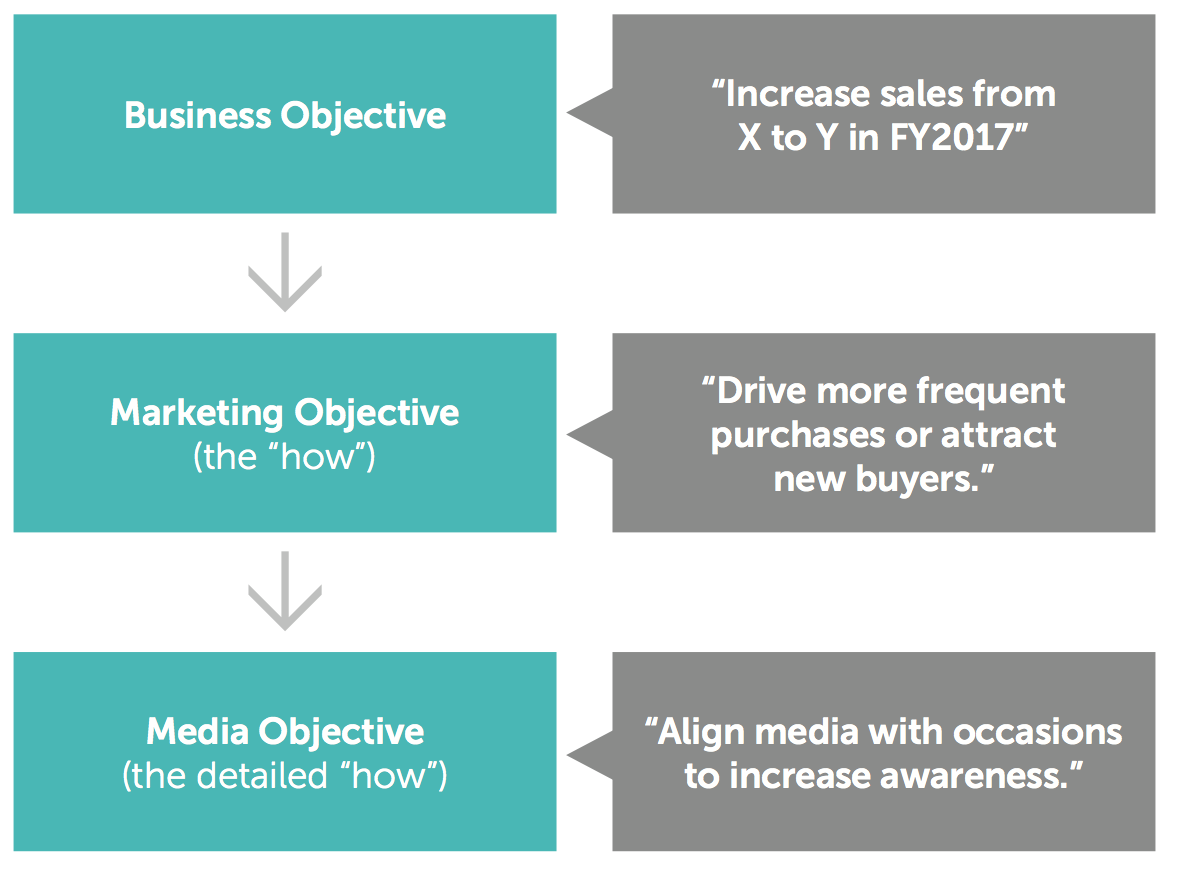 Business Objective
“Increase sales from
X to Y in FY2017”
Marketing Objective
(the “how”)
“Drive more frequent
purchases or attract
new buyers.”
Media Objective
(the detailed “how”)
“Align media with occasions
to increase awareness.”